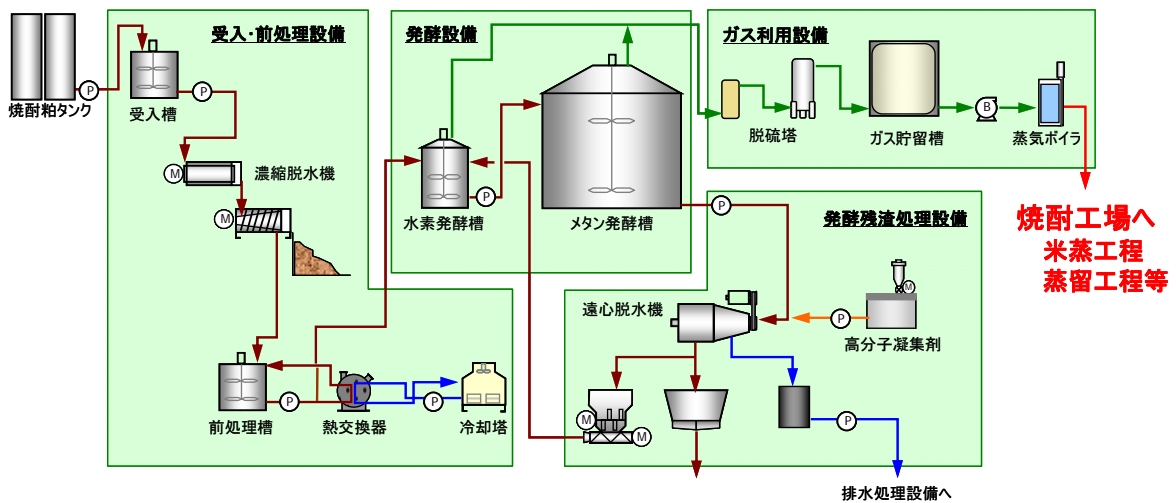 受入・前処理設備
焼酎粕タンク
P
受入槽
P
M
濃縮脱水機
M
前処理槽
P
熱交換器
P
冷却塔
発酵設備
水素発酵槽
P
メタン発酵槽
P
ガス利用設備
脱硫塔
ガス貯留槽
B
蒸気ボイラ
焼酎工場へ
米蒸工程
蒸留工程等
発酵残渣処理設備
遠心脱水機
P
M
高分子凝集剤
M
M
P
排水処理設備へ